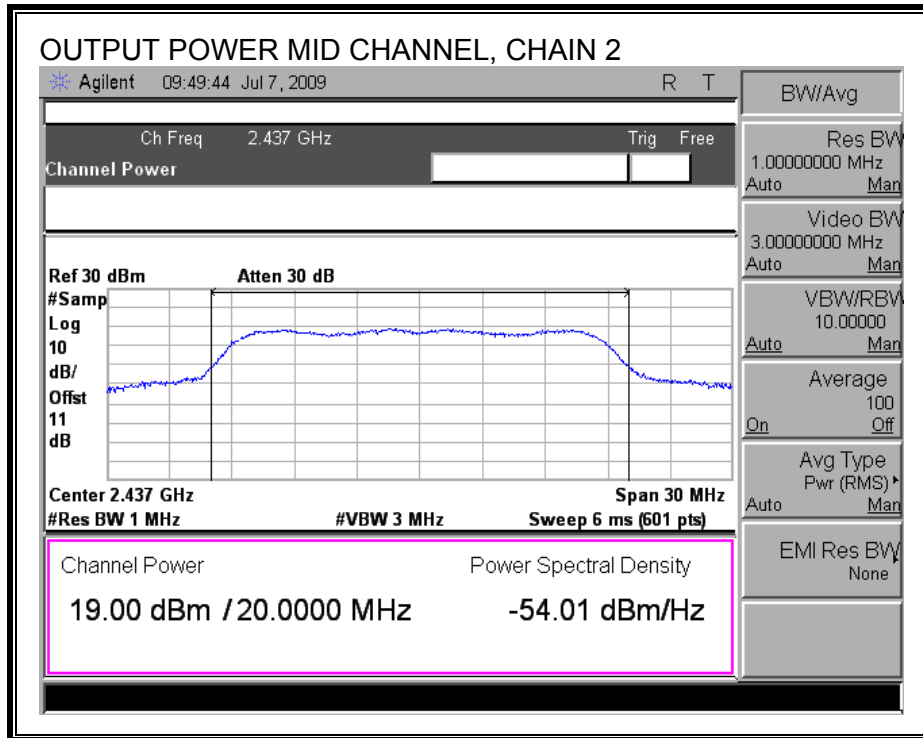 OUTPUT POWER MID CHANNEL, CHAIN 2
Agilent 09:49:44 Jul 7, 2009 R T
Ch Freq 2.437 GHz Trig Free
Channel Power
Ref 30 dBm Atten 30 dB
#Samp
Log
10
dB/
Offst
11
dB
Center 2.437 GHz Span 30 MHz
#Res BW 1 MHz #VBW 3 MHz Sweep 6 ms (601 pts)
Channel Power Power Spectral Density
19.00 dBm / 20.0000 MHz -54.01 dBm/Hz
BW/Avg
Res BW
1.00000000 MHz
Auto Man
Video BW
3.00000000 MHz
Auto Man
VBW/RBW
10.00000
Auto Man
Average
100
On Off
Avg Type
Pwr (RMS)
Auto Man
EMI Res BW
None